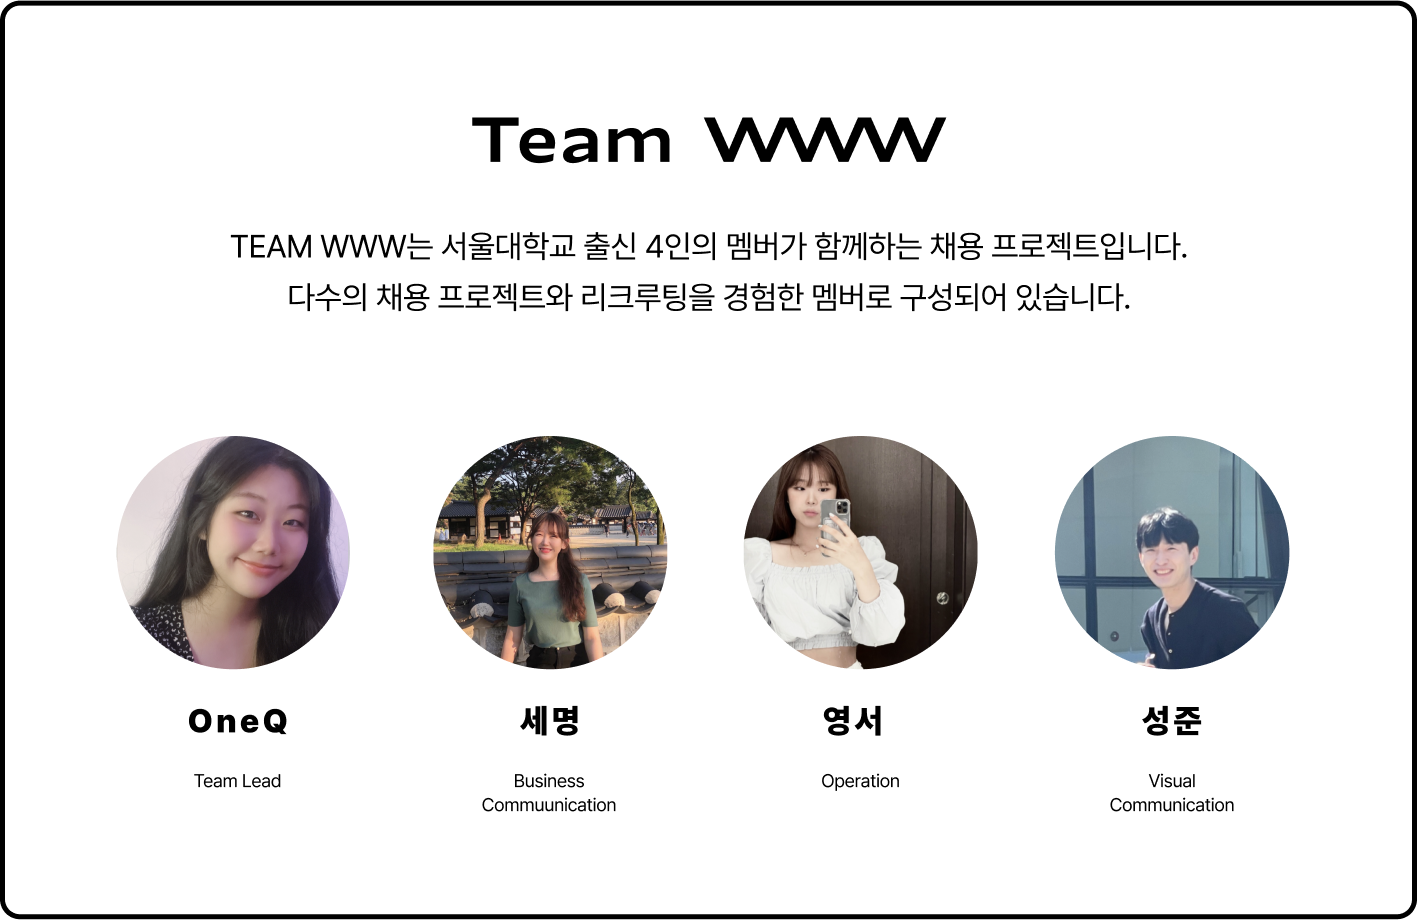 Team WWW
TEAM WWW는 서울대학교 출신 4인의 멤버가 함께하는 채용 프로젝트입니다.
다수의 채용 프로젝트와 리크루팅을 경험한 멤버로 구성되어 있습니다.
OneQ
세명
영서
성준
Team Lead
Business
Commuunication
Operation
Visual
Communication